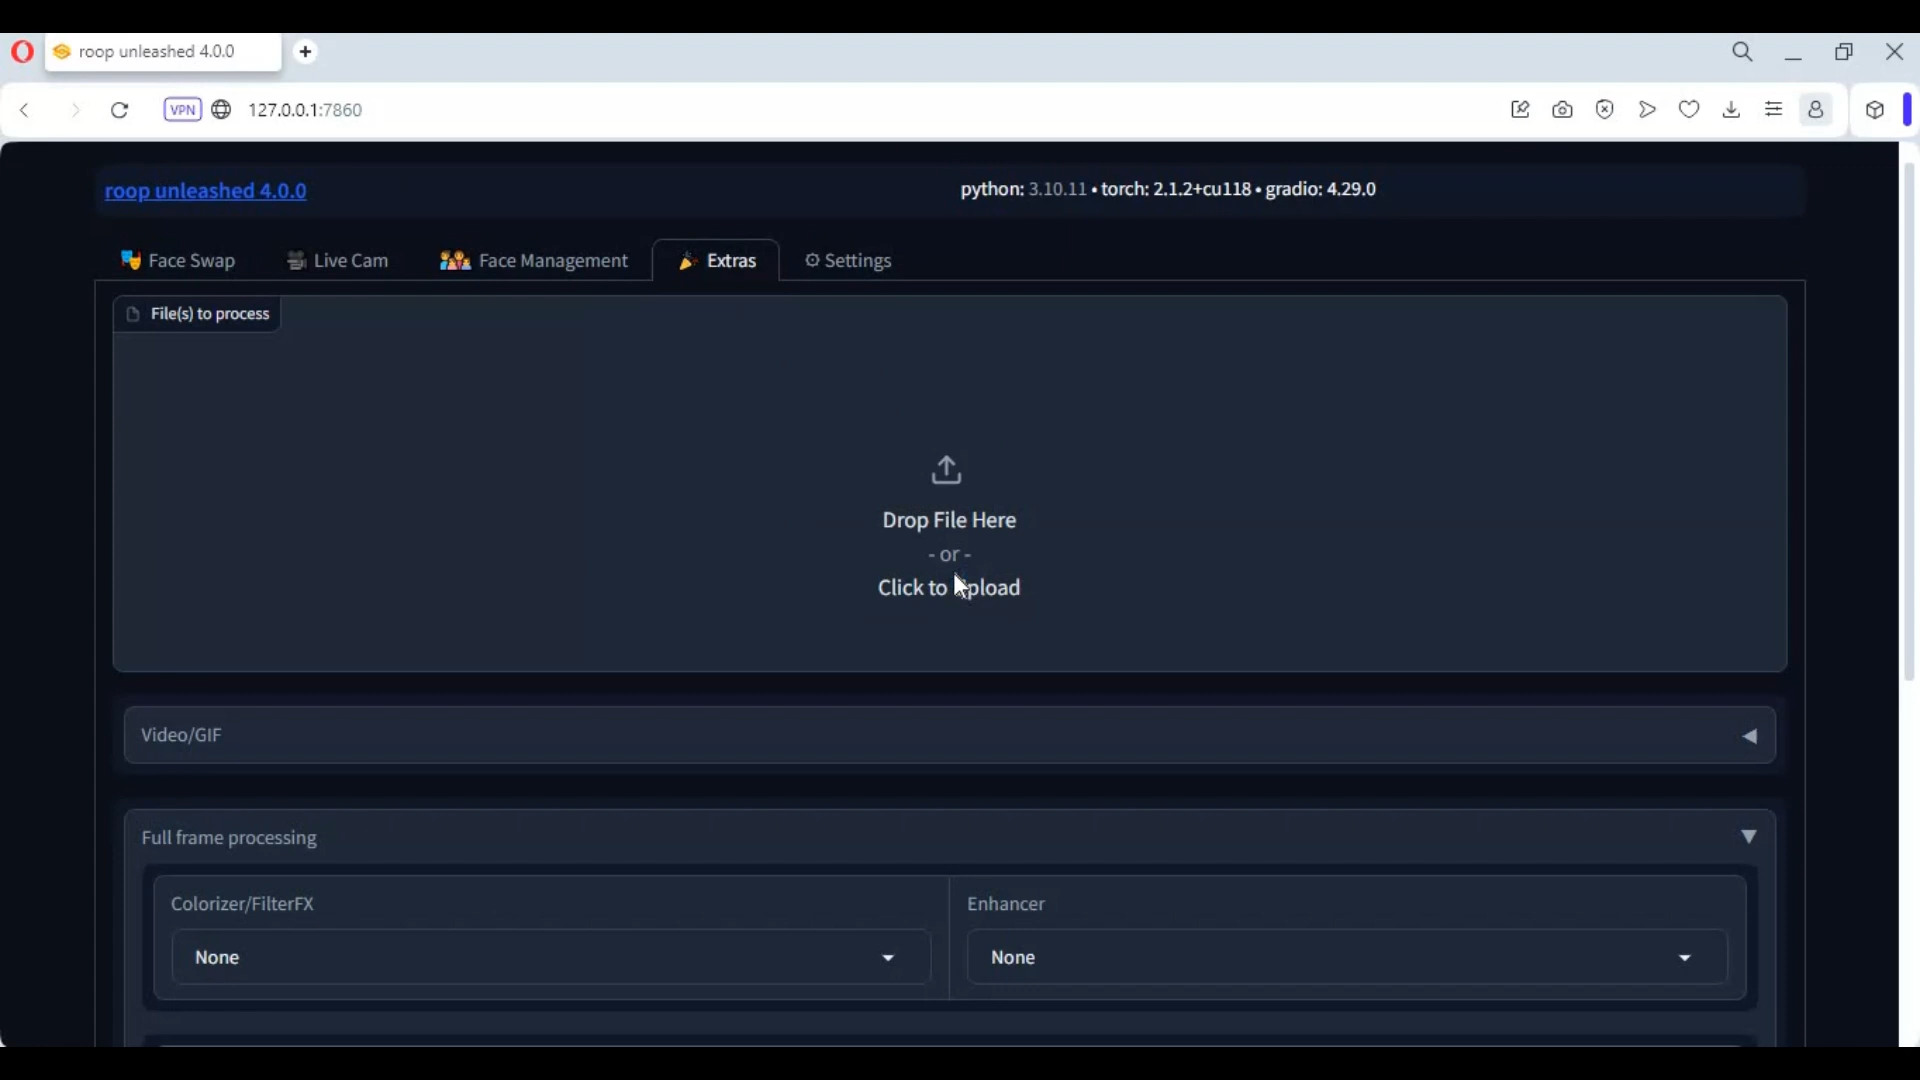 roop unleashed 4.0.0
VPN 127.0.0.1:7860
roop unleashed 4.0.0 python: 3.10.11 • torch: 2.1.2+cu118 • gradio: 4.29.0
Face Swap Live Cam Face Management Extras Settings
File(s) to process
Drop File Here
- or -
Click to Upload
Video/GIF
Full frame processing
Colorizer/FilterFX Enhancer
None None